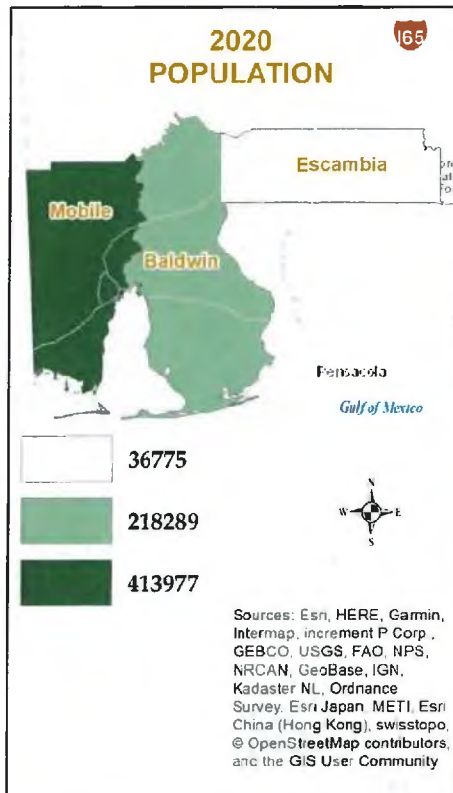 2020
POPULATION
I65
Escambia
Mobile
Baldwin
Pensacola
Gulf of Mexico
36775
218289
413977
N
W
E
S
Sources: Esri, HERE, Garmin,
Intermap, increment P Corp.,
GEBCO, USGS, FAO, NPS,
NRCAN, GeoBase, IGN,
Kadaster NL, Ordnance
Survey, Esri Japan, METI, Esri
China (Hong Kong), swisstopo,
© OpenStreetMap contributors,
and the GIS User Community